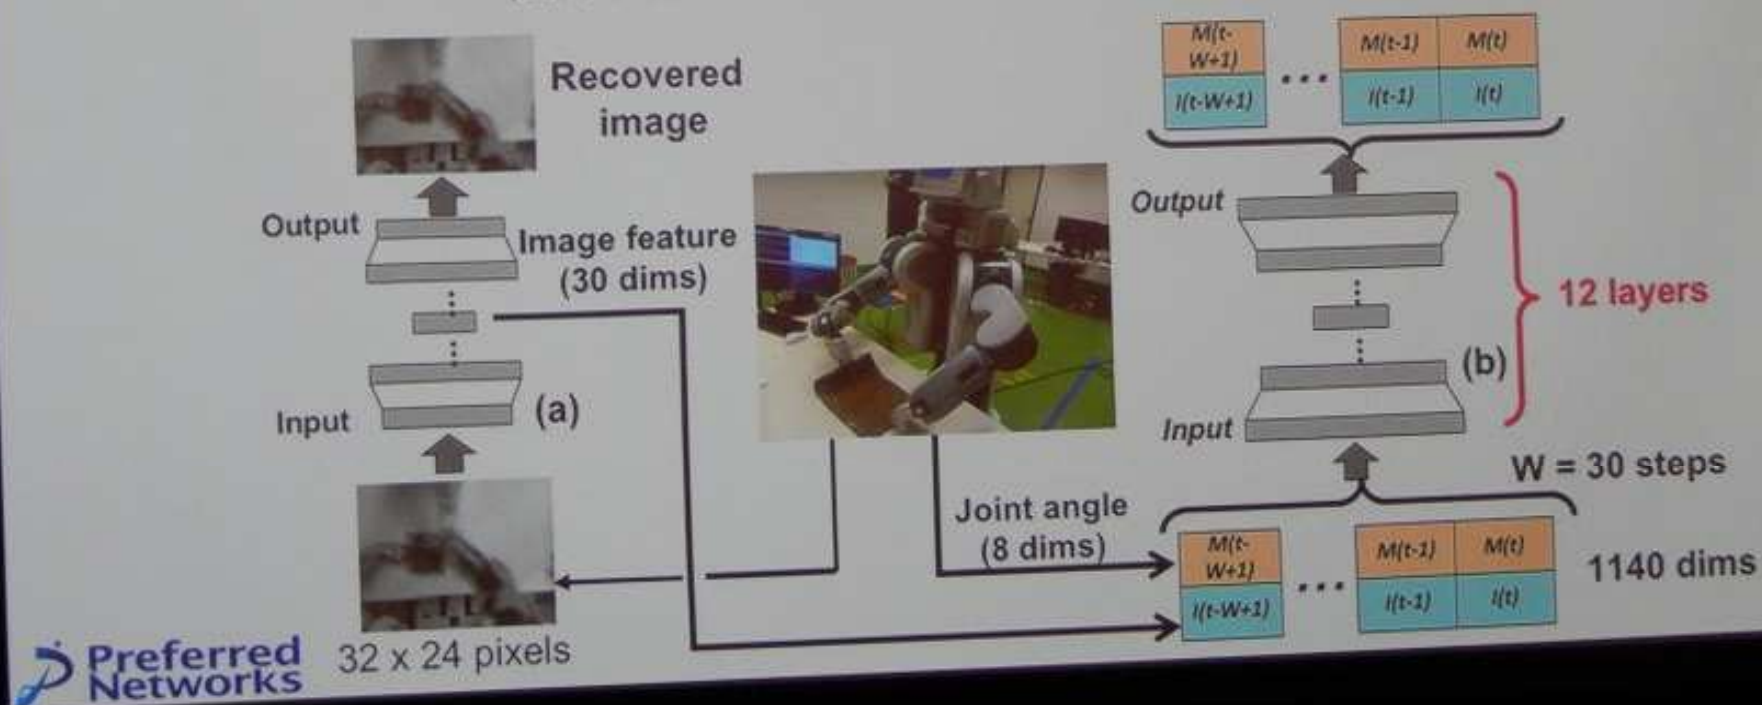 Recovered
image
Output
Image feature
(30 dims)
Input
(a)
32 x 24 pixels
Preferred
Networks
Joint angle
(8 dims)
M(t-
W+1)
M(t-1)
M(t)
I(t-W+1)
...
I(t-1)
I(t)
Output
12 layers
(b)
Input
W = 30 steps
M(t-
W+1)
M(t-1)
M(t)
I(t-W+1)
...
I(t-1)
I(t)
1140 dims